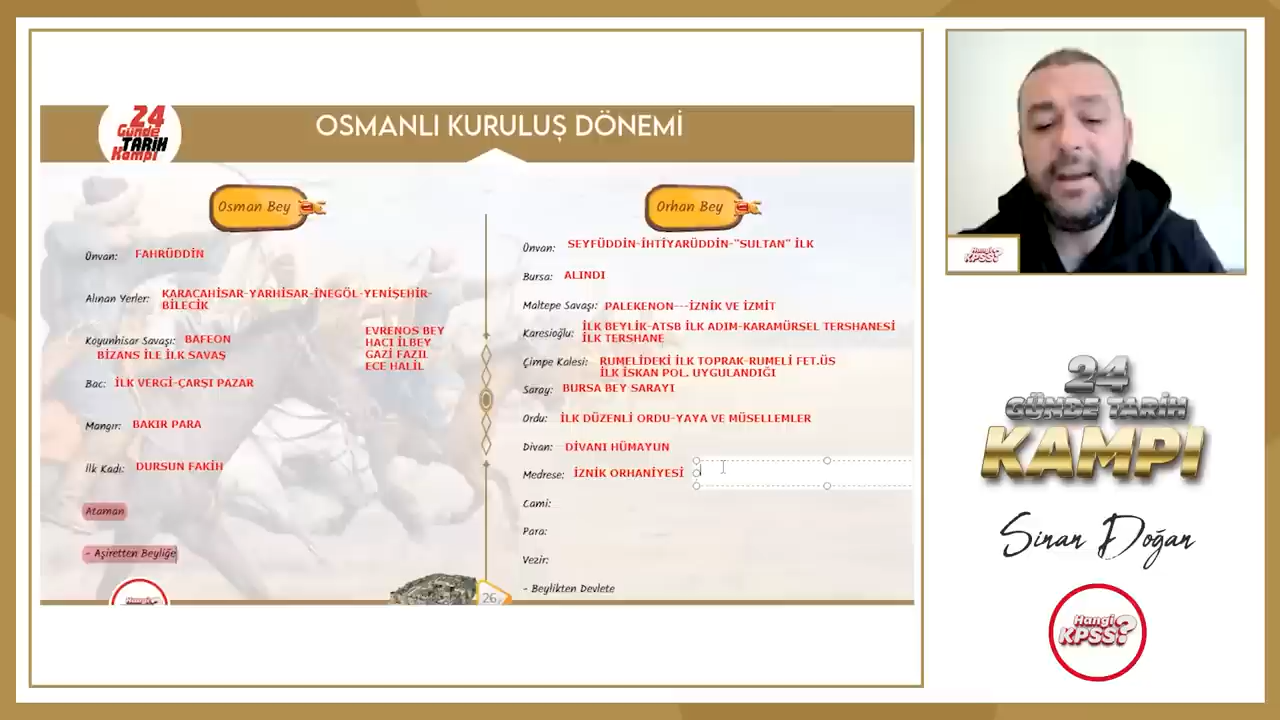 24
Günde
TARİH
Kampı
OSMANLI KURULUŞ DÖNEMİ
Osman Bey
Ünvan: FAHRÜDDİN
Alınan Yerler: KARACAHİSAR-YARHİSAR-İNEGÖL-YENİŞEHİR-
BİLECİK
Koyunhisar Savaşı: BAFEON
BİZANS İLE İLK SAVAŞ
EVRENOS BEY
HACI İLBEY
GAZİ FAZIL
ECE HALİL
Bac: İLK VERGİ-ÇARŞI PAZAR
Mangır: BAKIR PARA
İlk Kadı: DURSUN FAKİH
Ataman
- Aşiretten Beyliğe
Orhan Bey
Ünvan: SEYFÜDDİN-İHTİYARÜDDİN-"SULTAN" İLK
Bursa: ALINDI
Maltepe Savaşı: PALEKENON---İZNİK VE İZMİT
Karesioğlu: İLK BEYLİK-ATSB İLK ADIM-KARAMÜRSEL TERSHANESİ
İLK TERSHANE
Çimpe Kalesi: RUMELİDEKİ İLK TOPRAK-RUMELİ FET.ÜS
İLK İSKAN POL. UYGULANDIĞI
Saray: BURSA BEY SARAYI
Ordu: İLK DÜZENLİ ORDU-YAYA VE MÜSELLEMLER
Divan: DİVANI HÜMAYUN
Medrese: İZNİK ORHANİYESİ
Cami:
Para:
Vezir:
- Beylikten Devlete
26
Hangi
KPSS?
24
GÜNDE TARİH
KAMPI
Sinan Doğan
Hangi
KPSS?